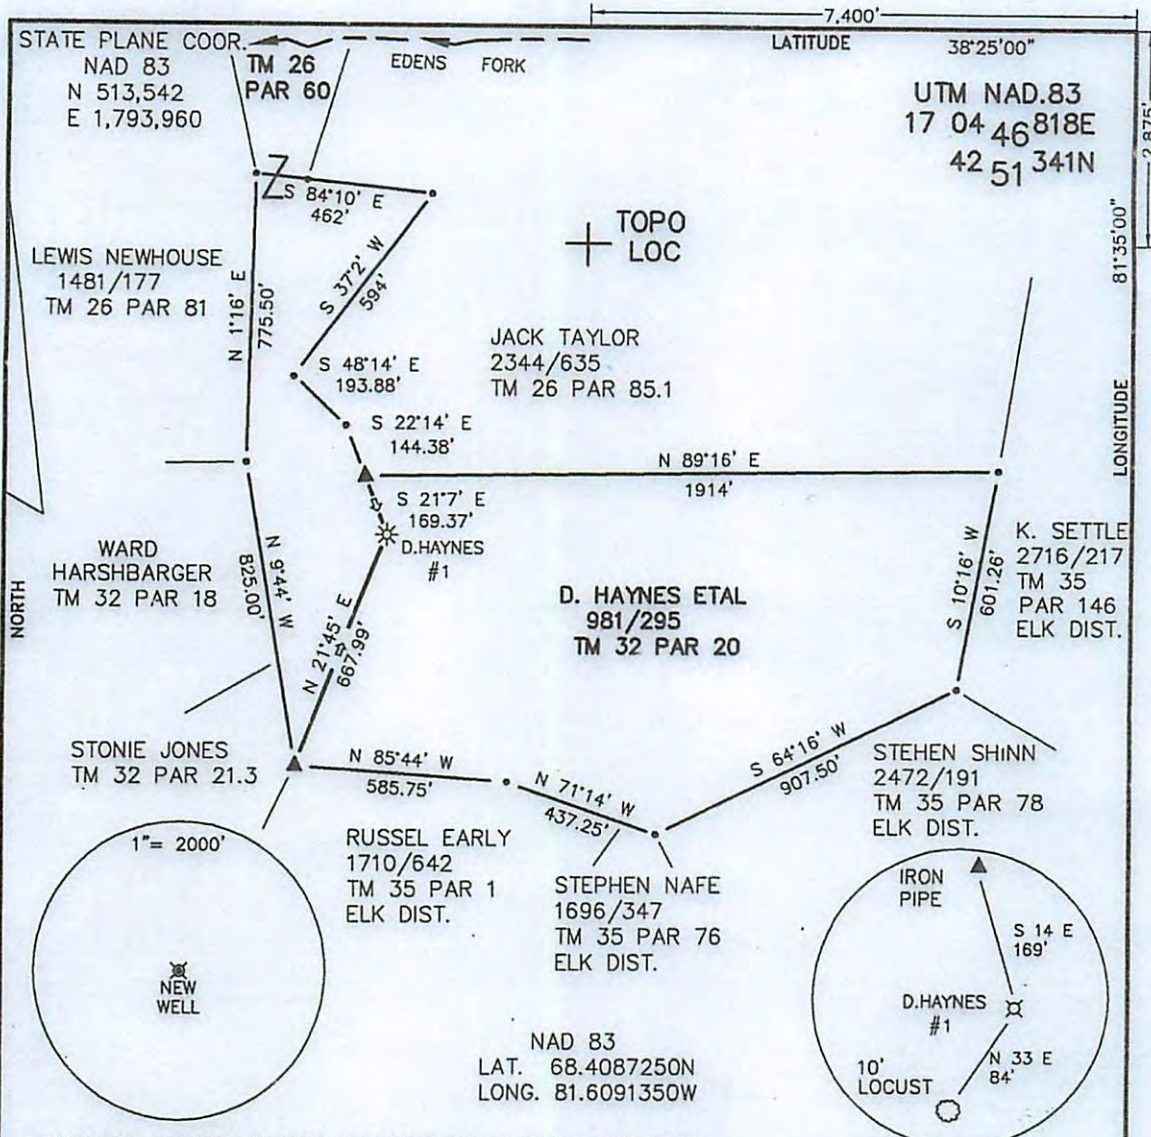 7,400'
STATE PLANE COOR.
NAD 83
N 513,542
E 1,793,960
TM 26
PAR 60
EDENS FORK
LATITUDE 38°25'00"
UTM NAD.83
17 04 46 818E
42 51 341N
2,875'
81°35'00"
LONGITUDE
S 84°10' E
462'
TOPO
LOC
LEWIS NEWHOUSE
1481/177
TM 26 PAR 81
N 1°16' E
775.50'
S 37°2' W
594'
JACK TAYLOR
2344/635
TM 26 PAR 85.1
S 48°14' E
193.88'
S 22°14' E
144.38'
N 89°16' E
1914'
S 21°7' E
169.37'
D.HAYNES
#1
WARD
HARSHBARGER
TM 32 PAR 18
N 9°44' W
825.00'
NORTH
N 21°45' E
667.99'
D. HAYNES ETAL
981/295
TM 32 PAR 20
S 10°16' W
601.26'
K. SETTLE
2716/217
TM 35
PAR 146
ELK DIST.
STONIE JONES
TM 32 PAR 21.3
N 85°44' W
585.75'
N 71°14' W
437.25'
S 64°16' W
907.50'
STEHEN SHINN
2472/191
TM 35 PAR 78
ELK DIST.
RUSSEL EARLY
1710/642
TM 35 PAR 1
ELK DIST.
STEPHEN NAFE
1696/347
TM 35 PAR 76
ELK DIST.
1"= 2000'
NEW
WELL
IRON
PIPE
S 14 E
169'
D.HAYNES
#1
N 33 E
84'
10'
LOCUST
NAD 83
LAT. 68.4087250N
LONG. 81.6091350W